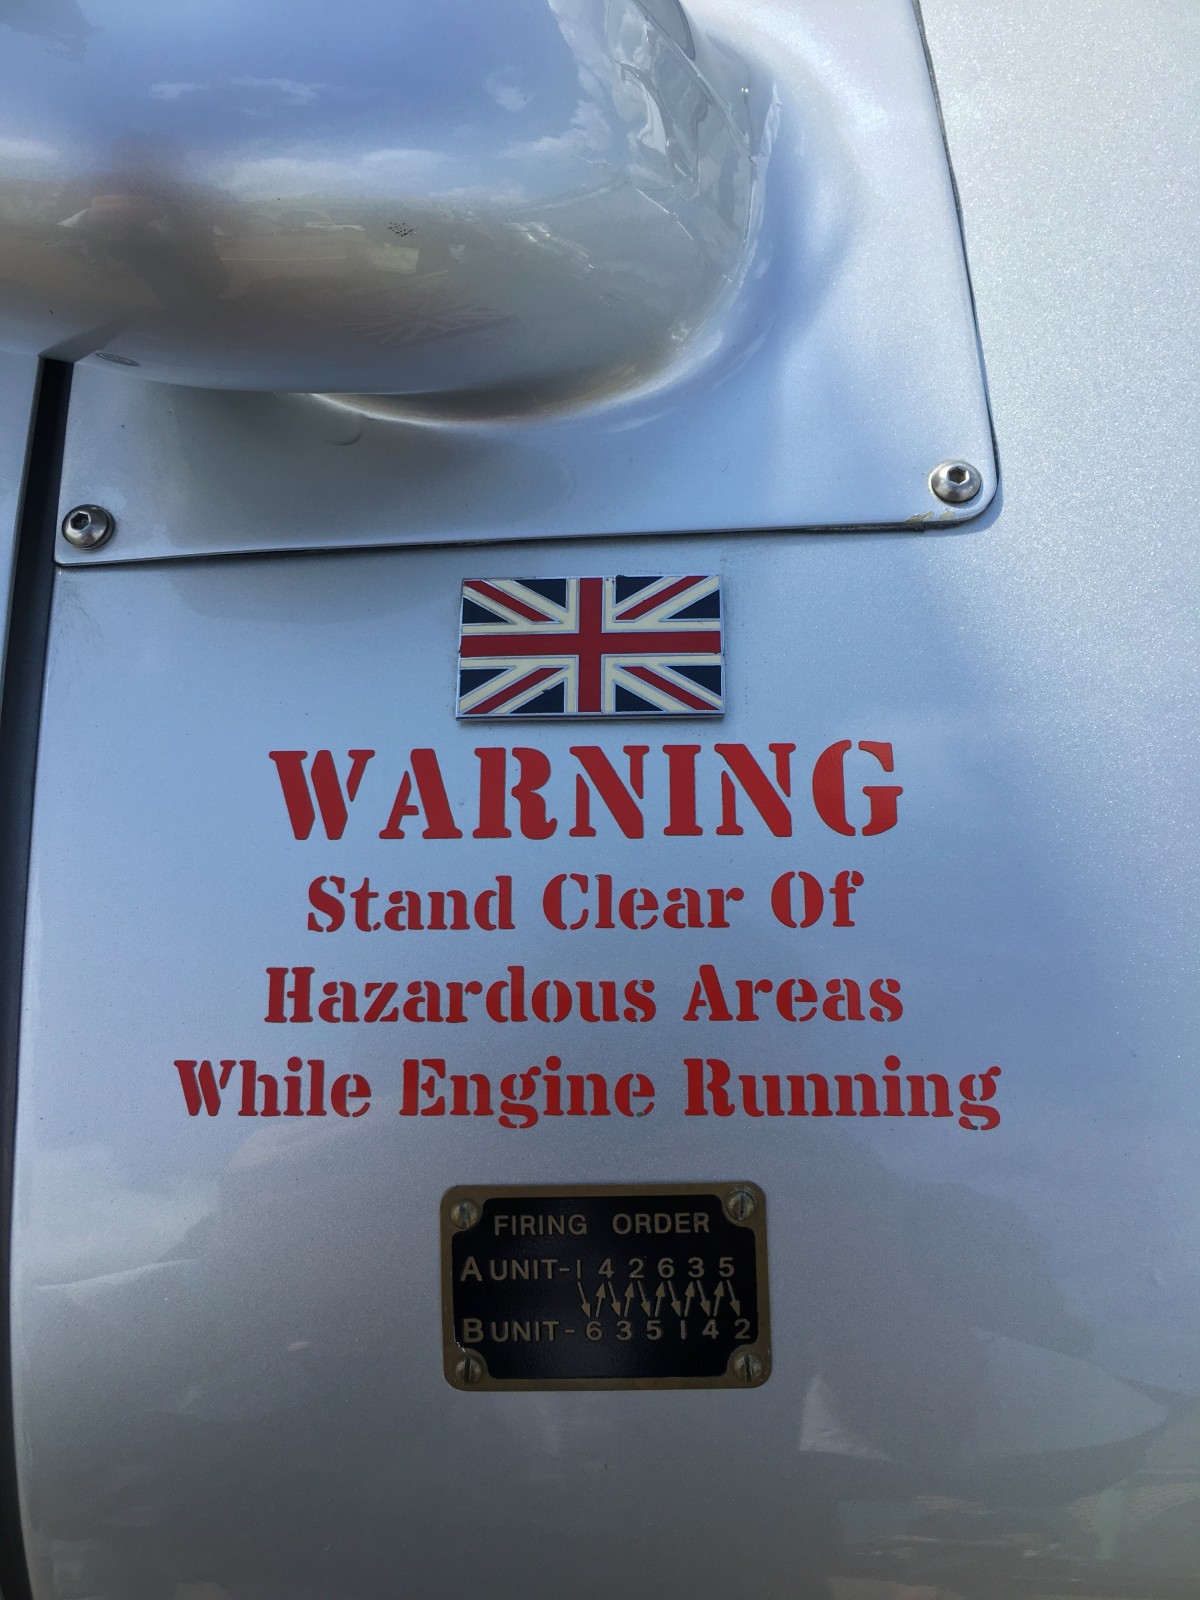 WARNING
Stand Clear Of
Hazardous Areas
While Engine Running
FIRING ORDER
A UNIT-1 4 2 6 3 5
B UNIT- 6 3 5 1 4 2